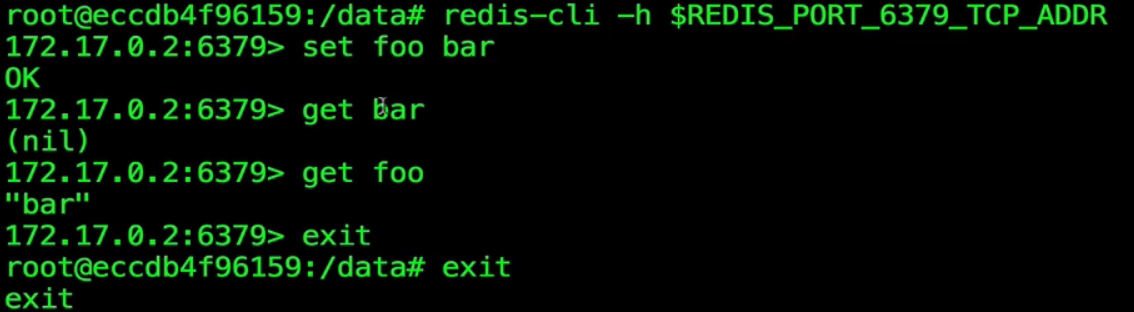 root@eccdb4f96159:/data# redis-cli -h $REDIS_PORT_6379_TCP_ADDR
172.17.0.2:6379> set foo bar
OK
172.17.0.2:6379> get bar
(nil)
172.17.0.2:6379> get foo
"bar"
172.17.0.2:6379> exit
root@eccdb4f96159:/data# exit
exit